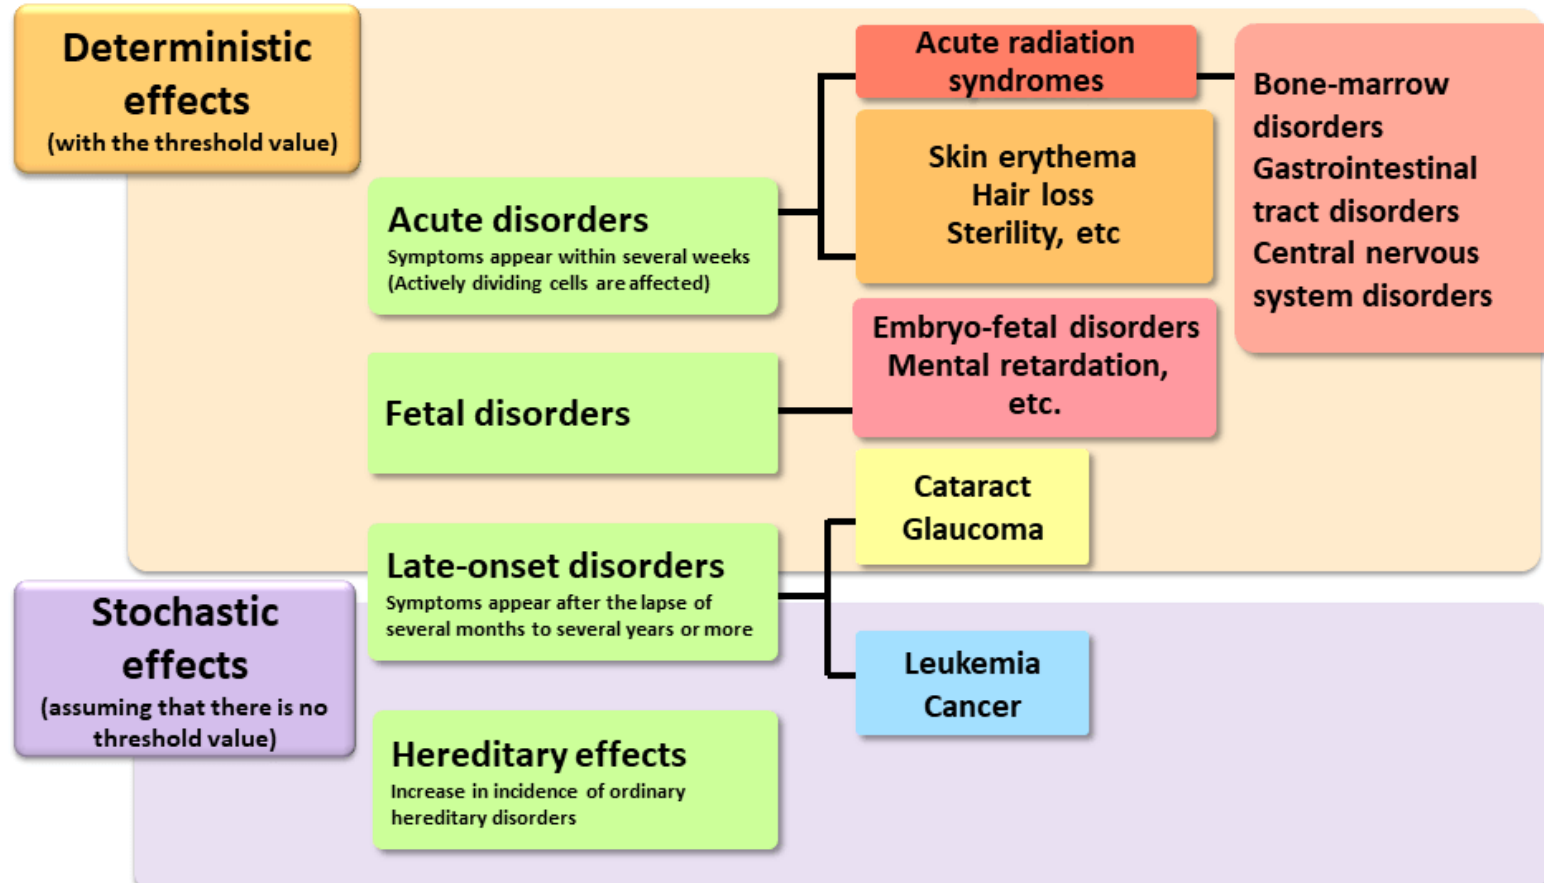 Deterministic
effects
(with the threshold value)
Acute disorders
Symptoms appear within several weeks
(Actively dividing cells are affected)
Acute radiation
syndromes
Skin erythema
Hair loss
Sterility, etc
Bone-marrow
disorders
Gastrointestinal
tract disorders
Central nervous
system disorders
Fetal disorders
Embryo-fetal disorders
Mental retardation,
etc.
Late-onset disorders
Symptoms appear after the lapse of
several months to several years or more
Cataract
Glaucoma
Stochastic
effects
(assuming that there is no
threshold value)
Leukemia
Cancer
Hereditary effects
Increase in incidence of ordinary
hereditary disorders